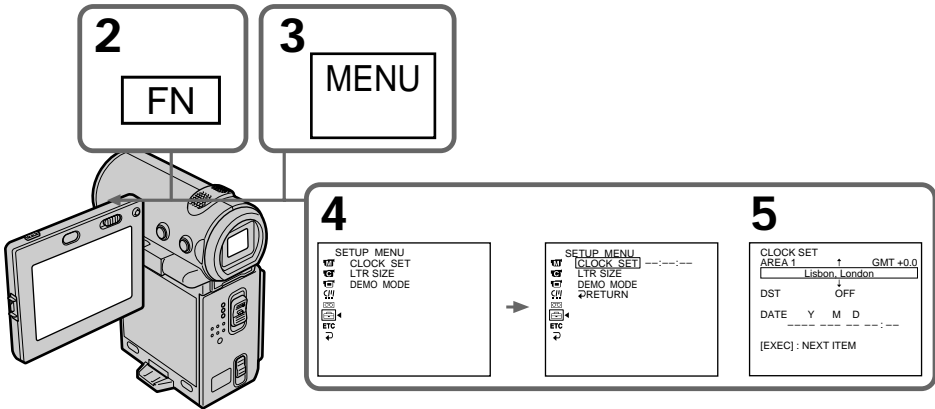 2
FN
3
MENU
4
SETUP MENU
CLOCK SET
LTR SIZE
DEMO MODE
ETC
SETUP MENU
CLOCK SET --:--:--
LTR SIZE
DEMO MODE
RETURN
ETC
5
CLOCK SET
AREA 1 ↑ GMT +0.0
Lisbon, London
↓
DST OFF
DATE Y M D
---- --- -- --:--
[EXEC] : NEXT ITEM